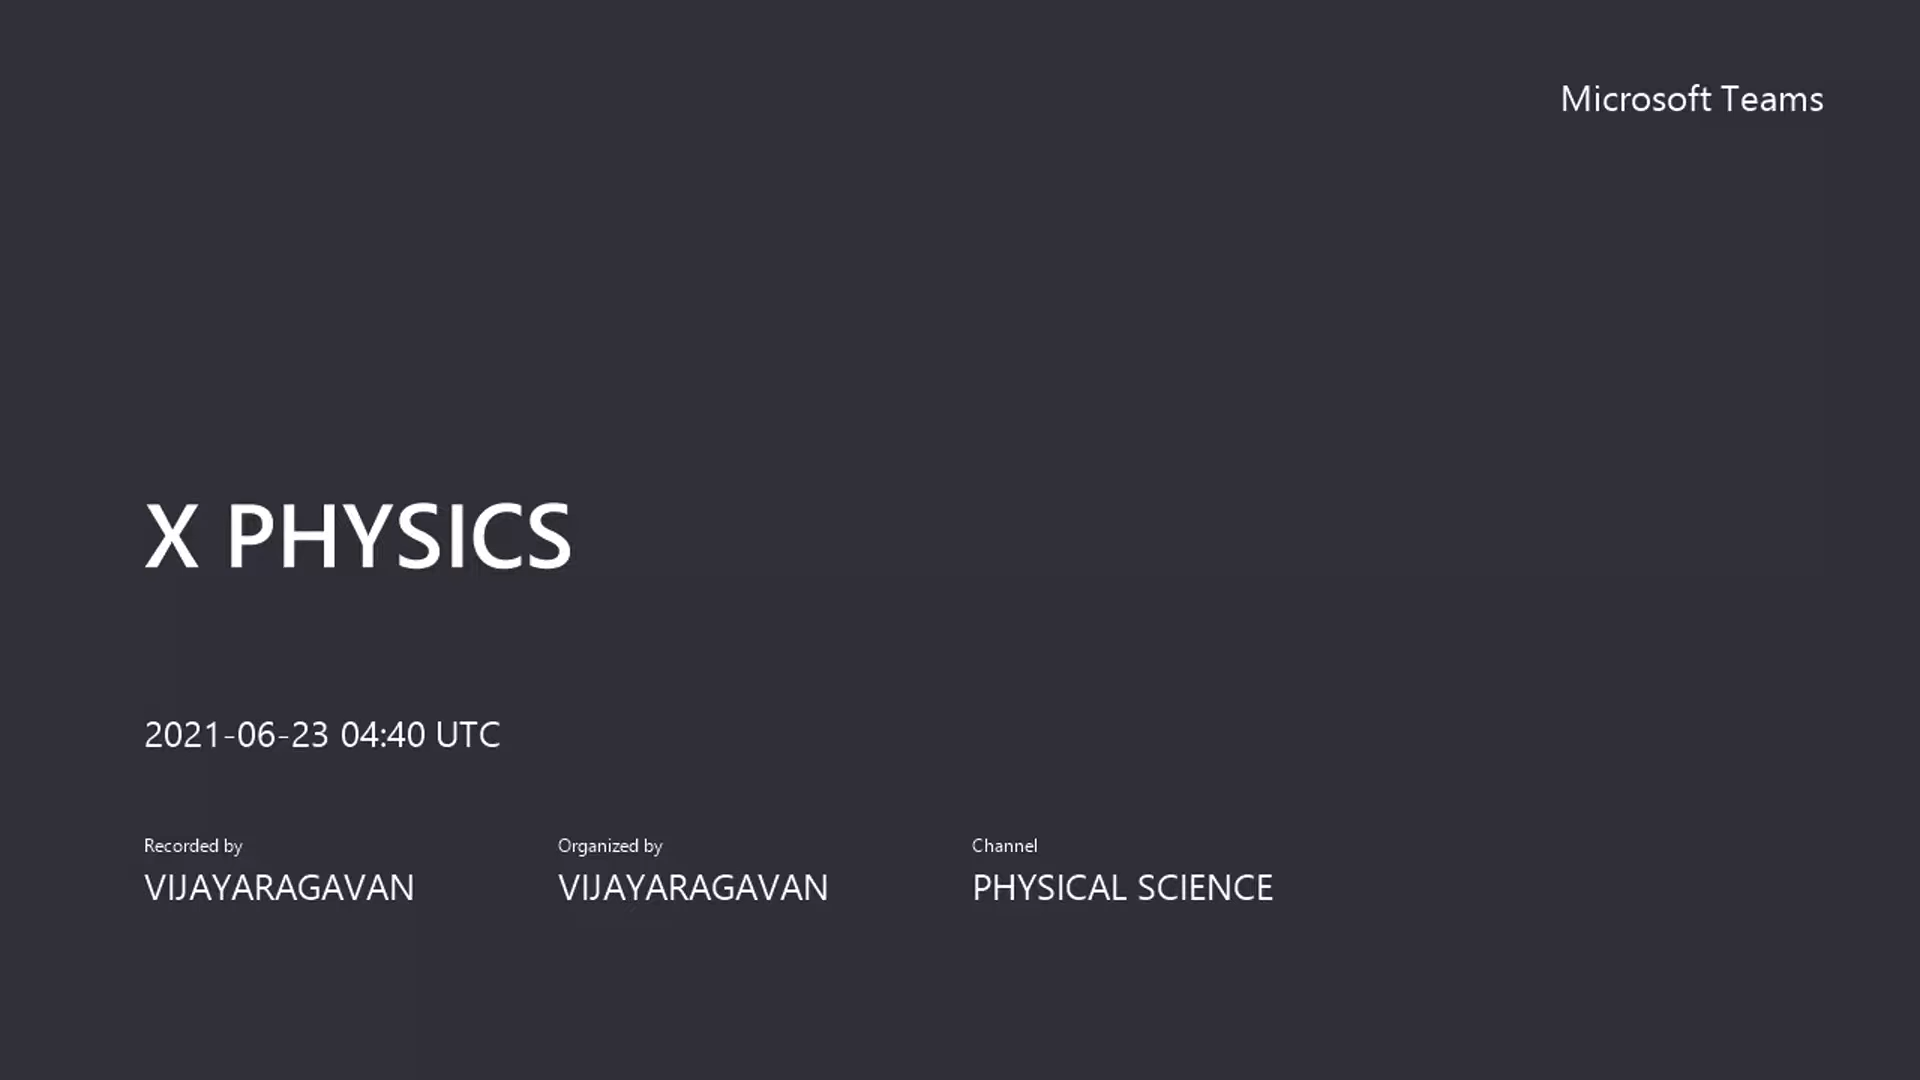 Microsoft Teams
X PHYSICS
2021-06-23 04:40 UTC
Recorded by
VIJAYARAGAVAN
Organized by
VIJAYARAGAVAN
Channel
PHYSICAL SCIENCE